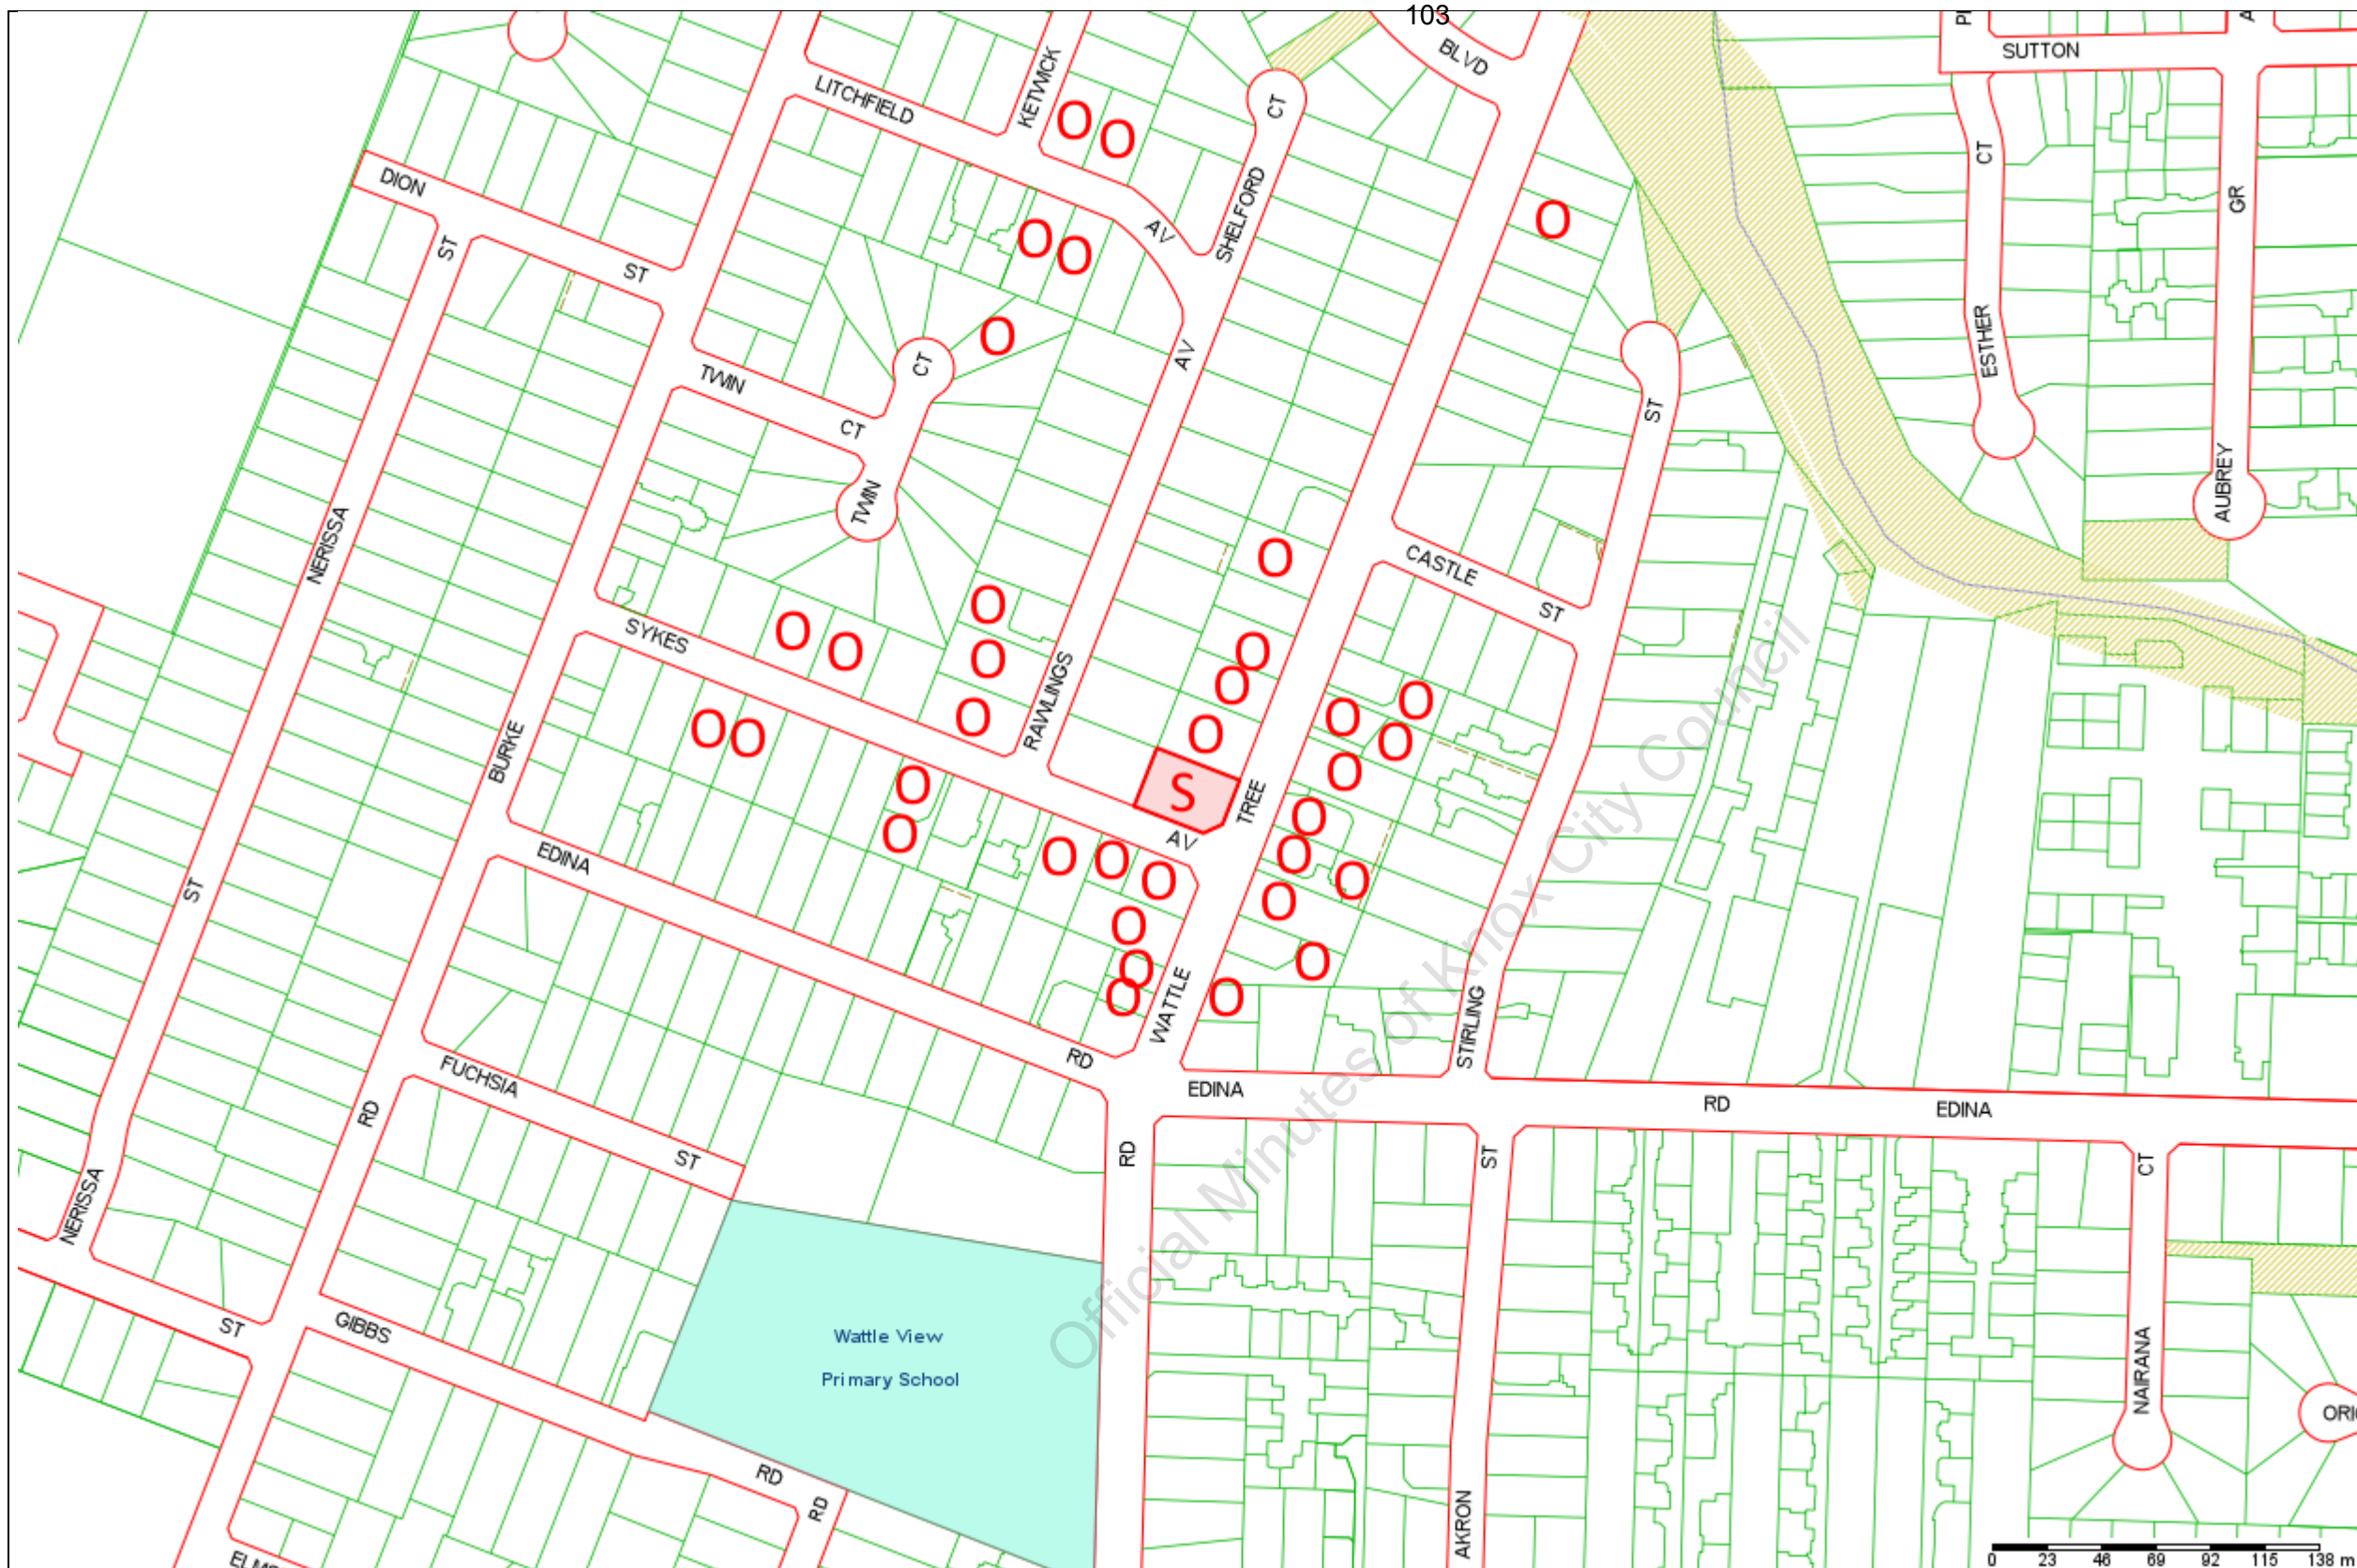 103
BLVD
SUTTON
LITCHFIELD
KETWICK
CT
AV
SHELFORD
DION
ST
ST
O O
O O
O
O
CT
GR
ESTHER
AUBREY
TWIN
CT
CT
TWIN
AV
ST
NERISSA
ST
CASTLE
ST
SYKES
O O
O
O
O
RAWLINGS
O
O
O
O
S
AV
TREE
O
O
O
O
O
O
O
O
O
O
BURKE
O O
O
O
O
O
O
O
O
O
WATTLE
STIRLING
EDINA
RD
EDINA
RD
EDINA
FUCHSIA
ST
RD
RD
ST
CT
NERISSA
ST
GIBBS
RD
RD
Wattle View
Primary School
AKRON
NAIRANA
0 23 46 69 92 115 138 m
Official Minutes of Knox City Council